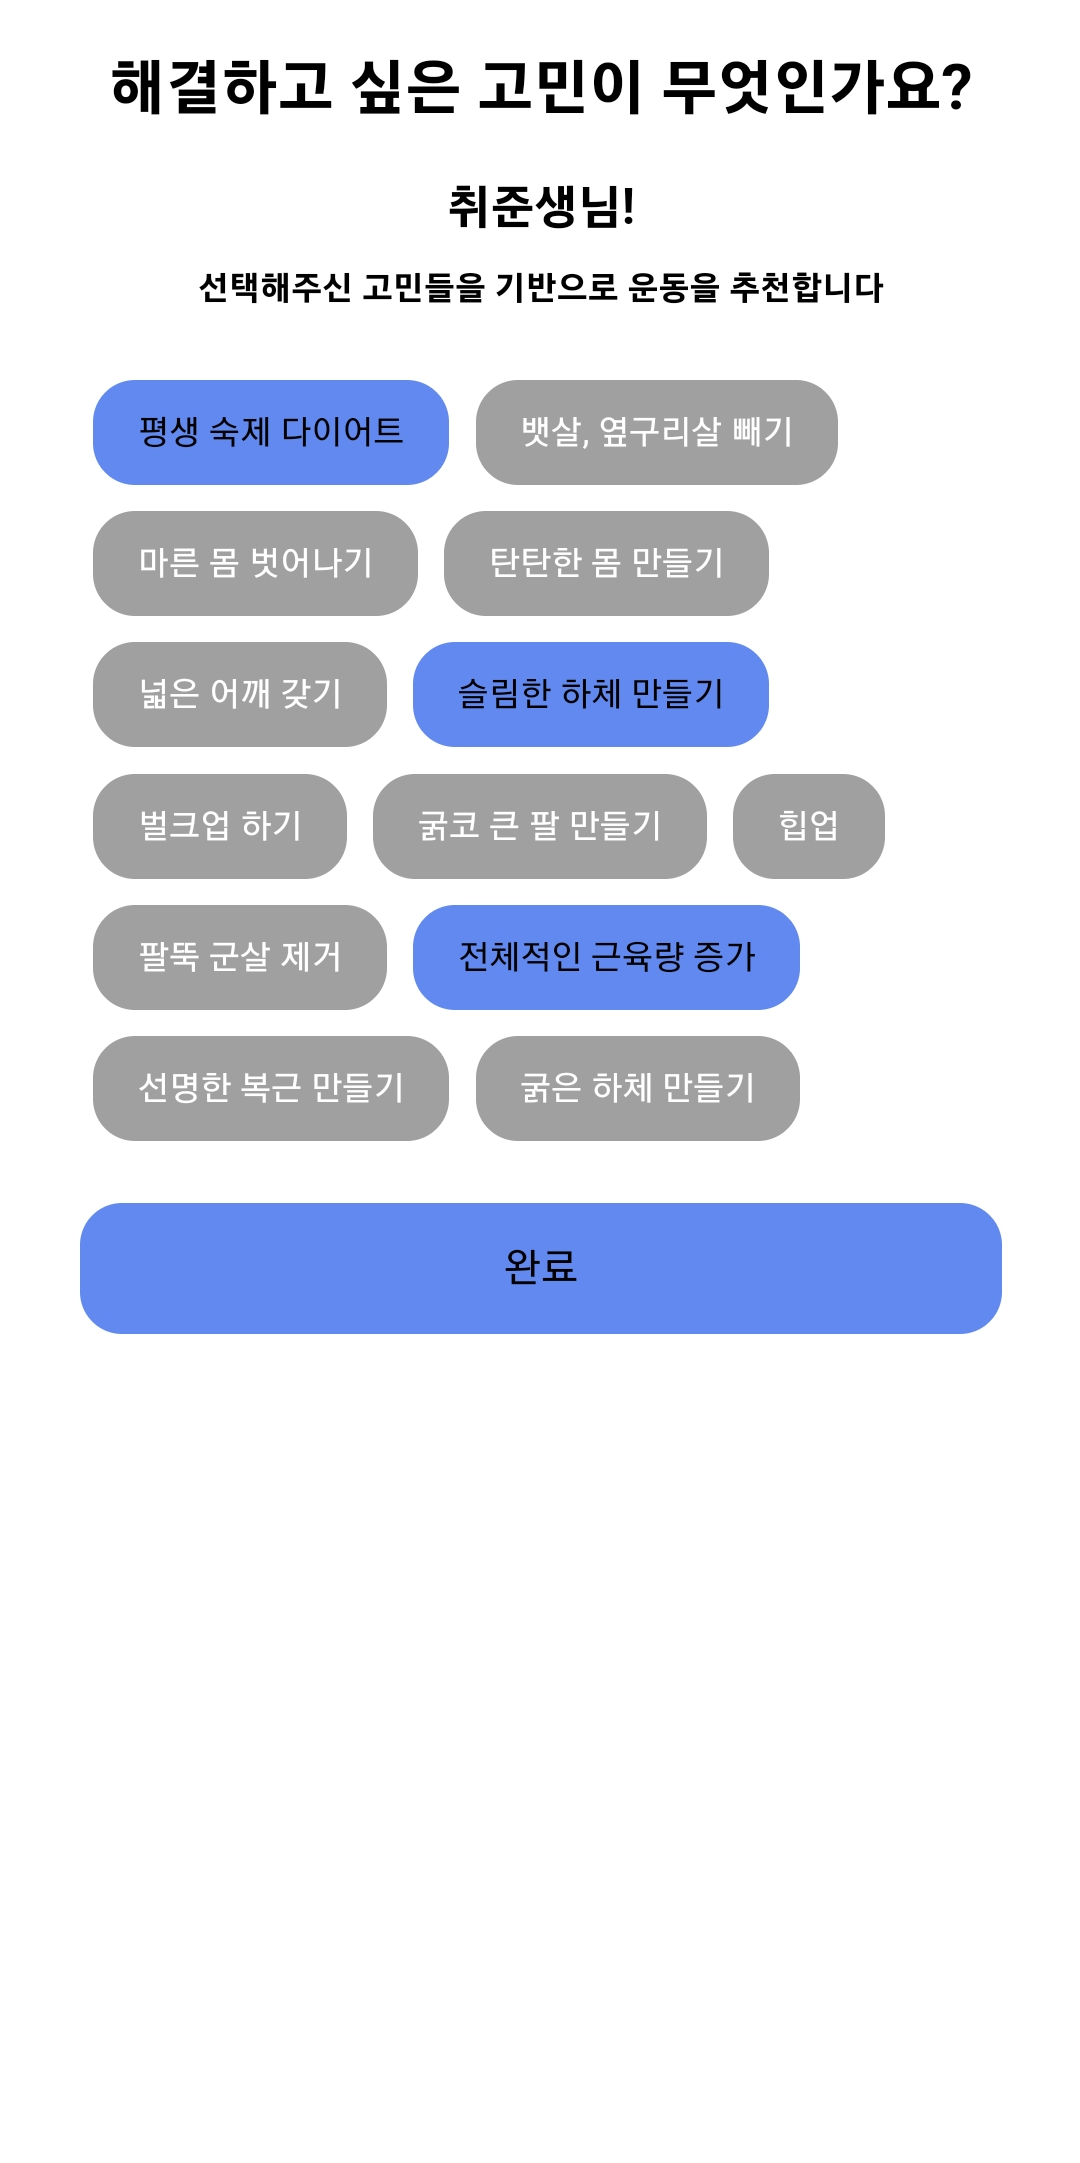 해결하고 싶은 고민이 무엇인가요?
취준생님!
선택해주신 고민들을 기반으로 운동을 추천합니다
평생 숙제 다이어트
뱃살, 옆구리살 빼기
마른 몸 벗어나기
탄탄한 몸 만들기
넓은 어깨 갖기
슬림한 하체 만들기
벌크업 하기
굵코 큰 팔 만들기
힙업
팔뚝 군살 제거
전체적인 근육량 증가
선명한 복근 만들기
굵은 하체 만들기
완료